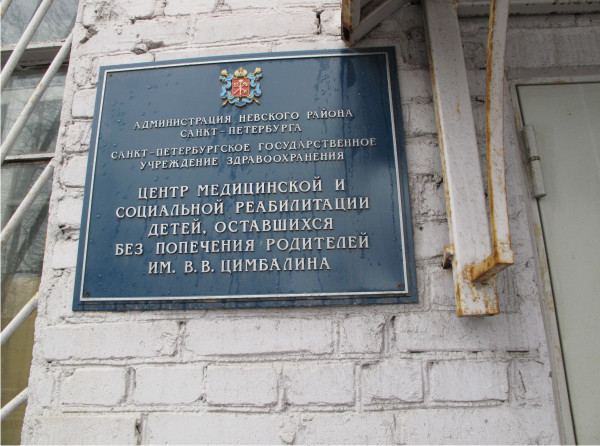 АДМИНИСТРАЦИЯ НЕВСКОГО РАЙОНА
САНКТ-ПЕТЕРБУРГА
САНКТ-ПЕТЕРБУРГСКОЕ ГОСУДАРСТВЕННОЕ
УЧРЕЖДЕНИЕ ЗДРАВООХРАНЕНИЯ
ЦЕНТР МЕДИЦИНСКОЙ И
СОЦИАЛЬНОЙ РЕАБИЛИТАЦИИ
ДЕТЕЙ, ОСТАВШИХСЯ
БЕЗ ПОПЕЧЕНИЯ РОДИТЕЛЕЙ
ИМ. В.В. ЦИМБАЛИНА